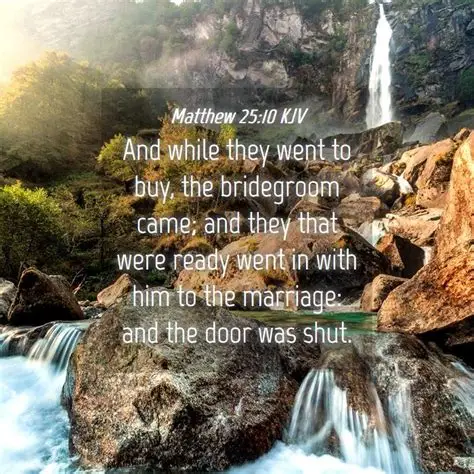 Matthew 25:10 KJV
And while they went to
buy, the bridegroom
came; and they that
were ready went in with
him to the marriage:
and the door was shut.